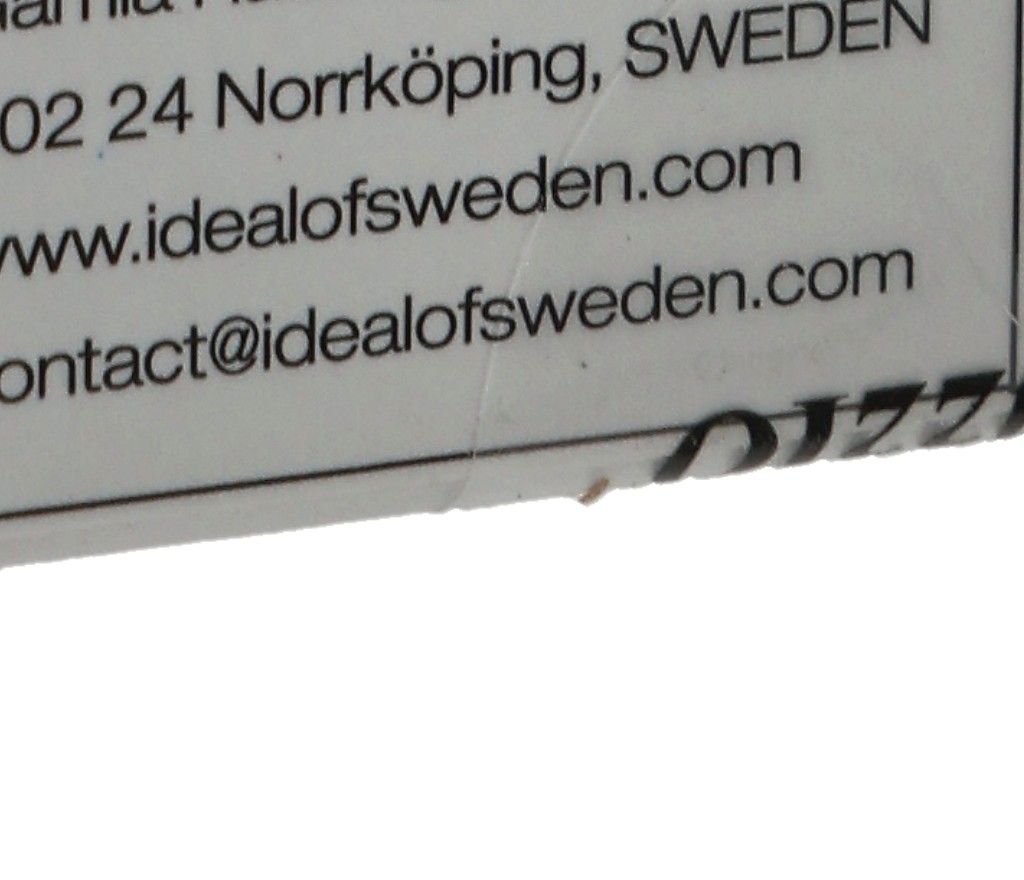 02 24 Norrköping, SWEDEN
www.idealofsweden.com
ontact@idealofsweden.com